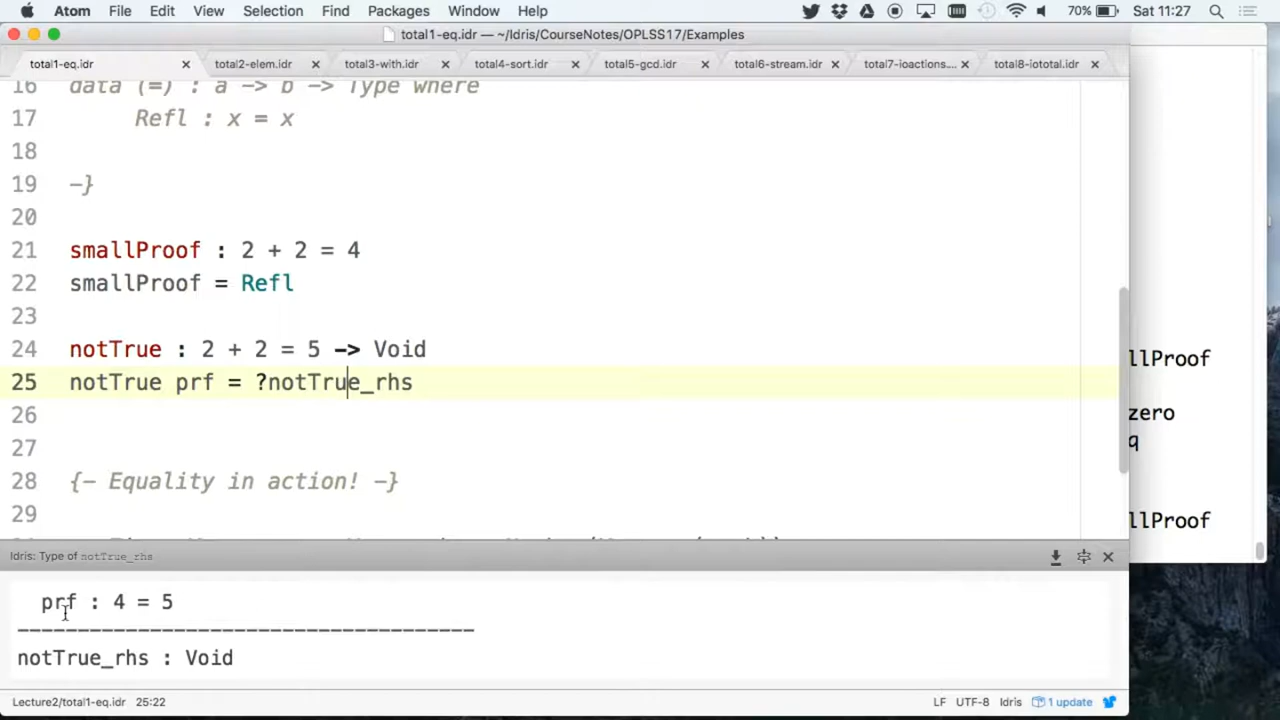 Atom File Edit View Selection Find Packages Window Help 70% Sat 11:27
total1-eq.idr — ~/Idris/CourseNotes/OPLSS17/Examples
total1-eq.idr total2-elem.idr total3-with.idr total4-sort.idr total5-gcd.idr total6-stream.idr total7-ioactions.... total8-iototal.idr
16 data (=) : a -> b -> Type where
17 Refl : x = x
18
19 -}
20
21 smallProof : 2 + 2 = 4
22 smallProof = Refl
23
24 notTrue : 2 + 2 = 5 -> Void
25 notTrue prf = ?notTrue_rhs
26
27
28 {- Equality in action! -}
29
llProof
zero
q
llProof
Idris: Type of notTrue_rhs
prf : 4 = 5
--------------------------------------
notTrue_rhs : Void
Lecture2/total1-eq.idr 25:22 LF UTF-8 Idris 1 update